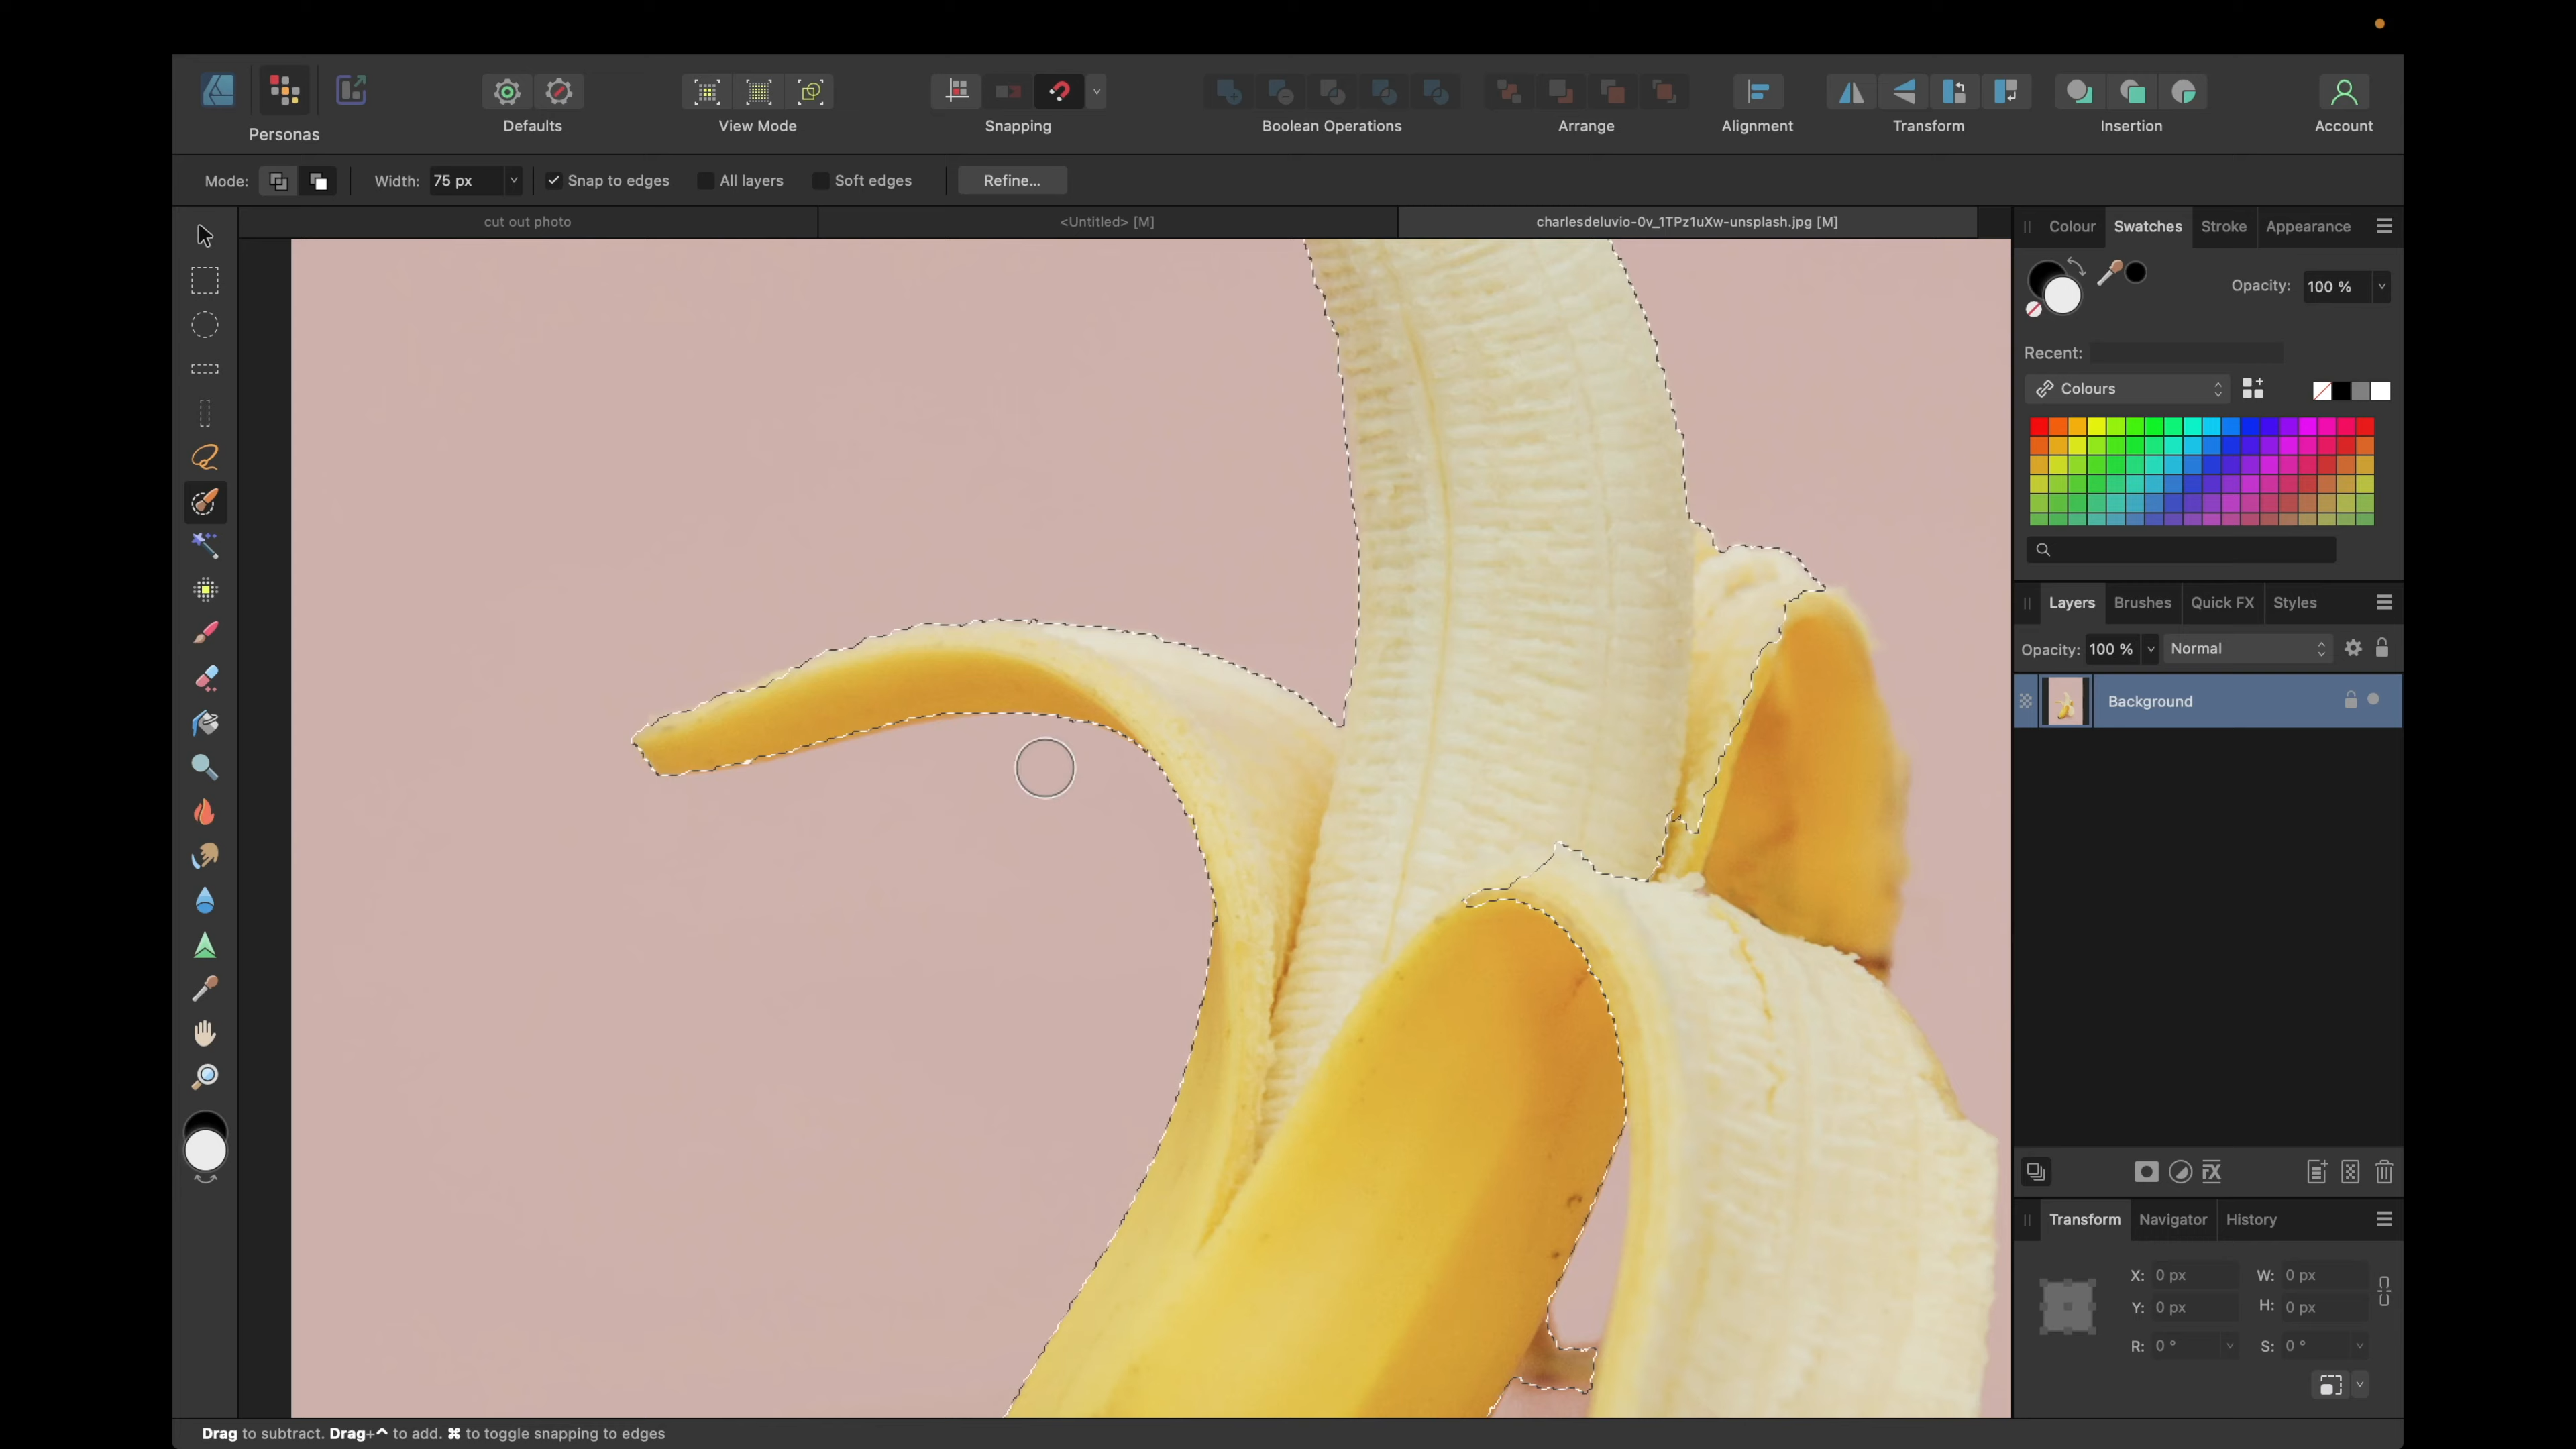 Personas
Defaults
View Mode
Snapping
Boolean Operations
Arrange
Alignment
Transform
Insertion
Account
Mode:
Width: 75 px
Snap to edges
All layers
Soft edges
Refine...
cut out photo
<Untitled> [M]
charlesdeluvio-0v_1TPz1uXw-unsplash.jpg [M]
Colour Swatches Stroke Appearance
Opacity: 100 %
Recent:
Colours
Layers Brushes Quick FX Styles
Opacity: 100 % Normal
Background
FX
Transform Navigator History
X: 0 px W: 0 px
Y: 0 px H: 0 px
R: 0 ° S: 0 °
Drag to subtract. Drag+^ to add. ⌘ to toggle snapping to edges